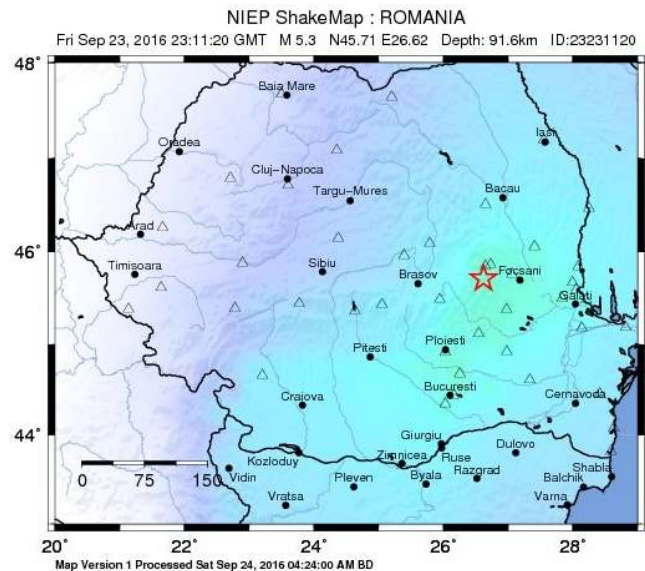 NIEP ShakeMap : ROMANIA
Fri Sep 23, 2016 23:11:20 GMT M 5.3 N45.71 E26.62 Depth: 91.6km ID:23231120
48°
Baia Mare
Iasi
Oradea
Cluj-Napoca
Bacau
Targu-Mures
Arad
46°
Timisoara
Sibiu
Brasov
Focsani
Galati
Ploiesti
Pitesti
Bucuresti
Craiova
Cernavoda
44°
Giurgiu
Kozloduy
Zimnicea
Ruse
Dulovo
0 75 150
Vidin
Pleven
Byala
Razgrad
Shabla
Balchik
Vratsa
Varna
20° 22° 24° 26° 28°
Map Version 1 Processed Sat Sep 24, 2016 04:24:00 AM BD